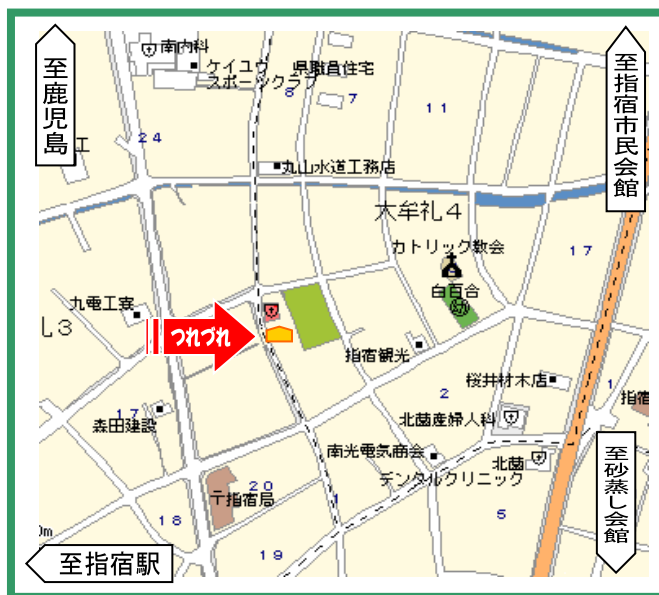 至鹿児島
南内科
ケイユウ
スポーツクラブ
県職員住宅
至指宿市民会館
8
7
11
24
工
丸山水道工務店
大牟礼4
カトリック教会
17
白百合
九電工
つれづれ
指宿観光
桜井材木店
1
指宿
2
17
森田建設
北薗産婦人科
南光電気商会
北薗
デンタルクリニック
至砂蒸し会館
20
〒指宿局
1
5
18
19
至指宿駅